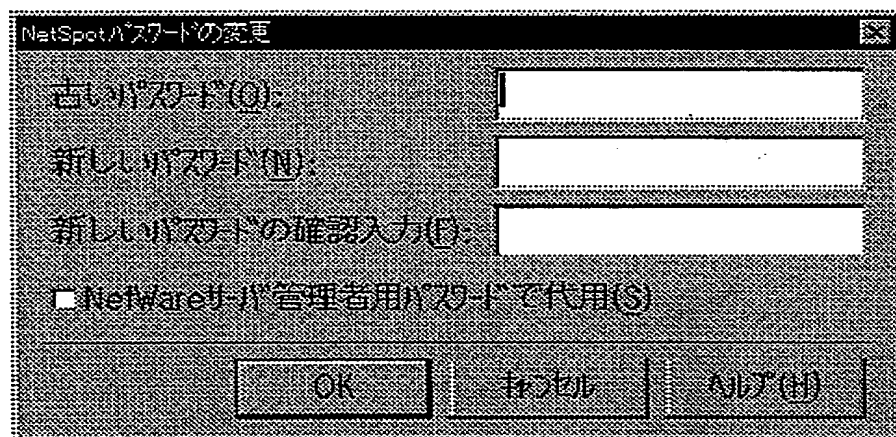 NetSpotパスワードの変更
古いパスワード(O):
新しいパスワード(N):
新しいパスワードの確認入力(F):
NetWareサーバ管理者用パスワードで代用(S)
OK キャンセル ヘルプ(H)